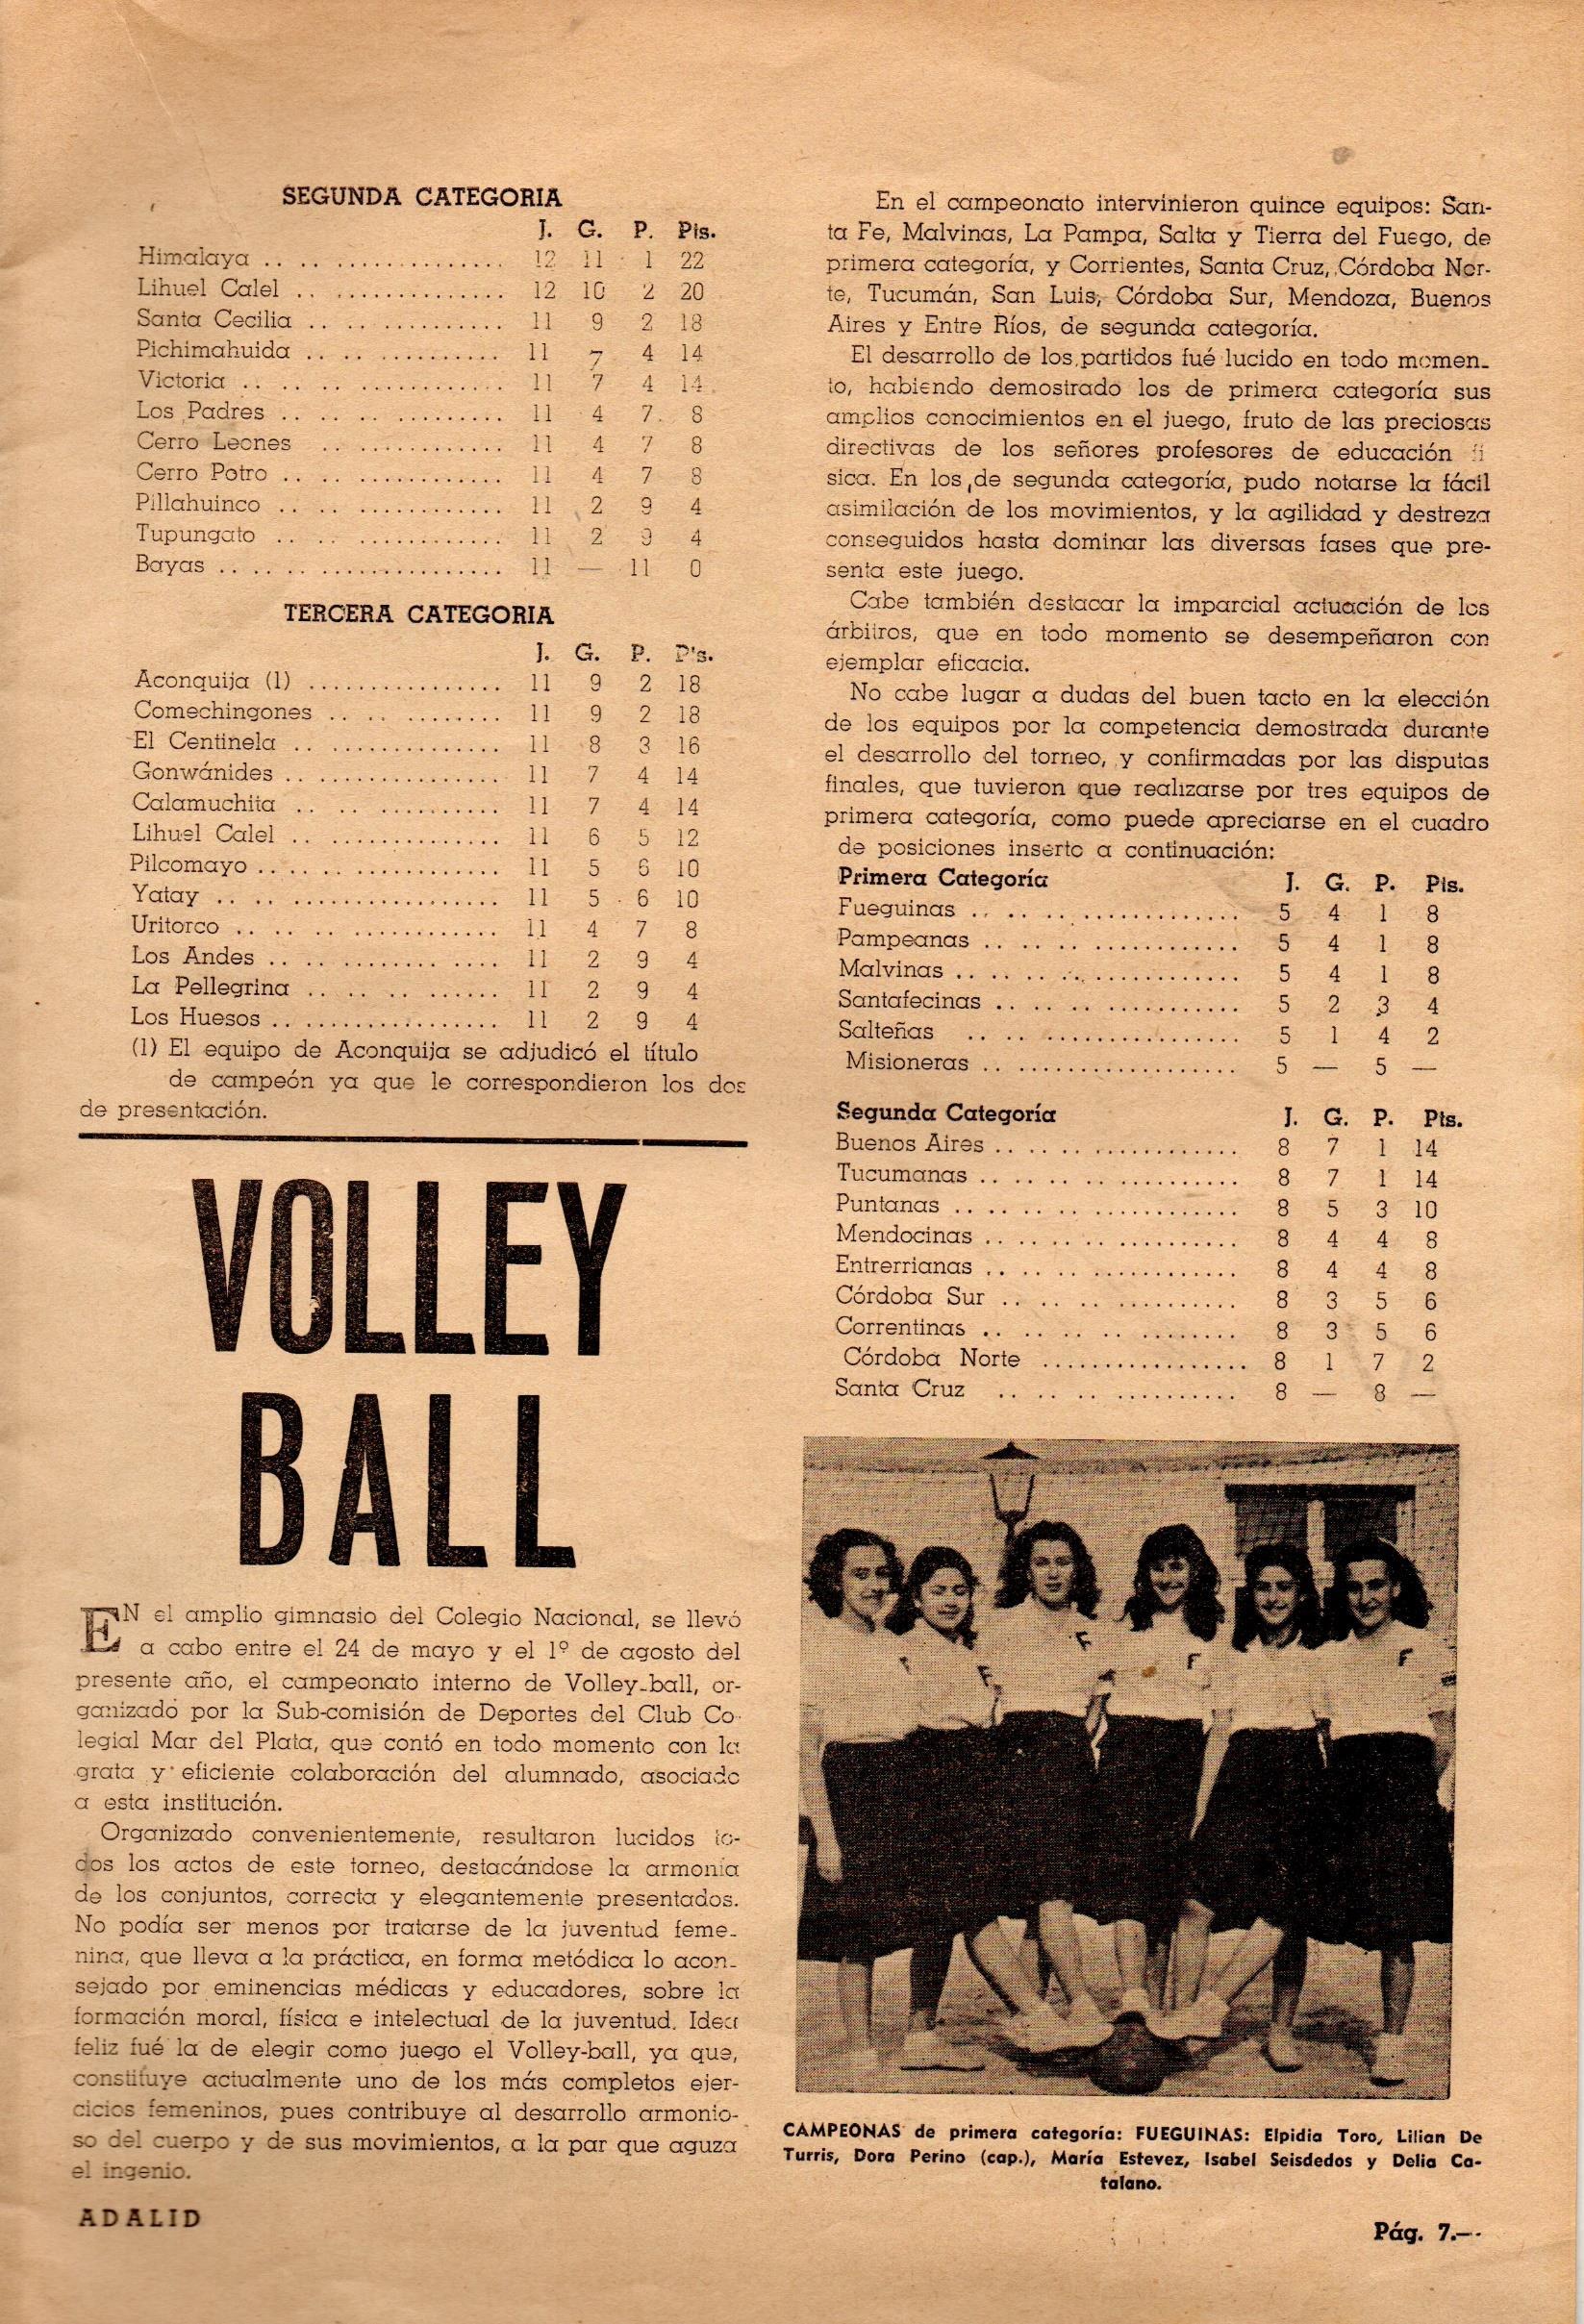 SEGUNDA CATEGORIA
J. G. P. Pts.
Himalaya .. .. .............. 12 11 1 22
Lihuel Calel .. .............. 12 10 2 20
Santa Cecilia .. .. ........... 11 9 2 18
Pichimahuida .. .. .......... 11 7 4 14
Victoria .. .. .. ............ 11 7 4 14
Los Padres .. .. .. .......... 11 4 7 8
Cerro Leones .. ............ 11 4 7 8
Cerro Potro .. .. ............ 11 4 7 8
Pillahuinco .. .. ............ 11 2 9 4
Tupungato .. .. ............ 11 2 9 4
Bayas .. .. .. ............... 11 — 11 0
TERCERA CATEGORIA
J. G. P. P's.
Aconquija (1) ................ 11 9 2 18
Comechingones .. .. ........ 11 9 2 18
El Centinela .. .............. 11 8 3 16
Gonwánides .. ................ 11 7 4 14
Calamuchita .. .. .......... 11 7 4 14
Lihuel Calel .. .............. 11 6 5 12
Pilcomayo .. .. .............. 11 5 6 10
Yatay .. .. ................. 11 5 6 10
Uritorco .. .. .. ............ 11 4 7 8
Los Andes .. .. ........ .... 11 2 9 4
La Pellegrina .. .. .. ...... 11 2 9 4
Los Huesos .. ................ 11 2 9 4
(1) El equipo de Aconquija se adjudicó el título
de campeón ya que le correspondieron los dos
de presentación.
VOLLEY
BALL
EN el amplio gimnasio del Colegio Nacional, se llevó
a cabo entre el 24 de mayo y el 1º de agosto del
presente año, el campeonato interno de Volley-ball, or-
ganizado por la Sub-comisión de Deportes del Club Co-
legial Mar del Plata, que contó en todo momento con la
grata y eficiente colaboración del alumnado, asociado
a esta institución.
Organizado convenientemente, resultaron lucidos to-
dos los actos de este torneo, destacándose la armonía
de los conjuntos, correcta y elegantemente presentados.
No podía ser menos por tratarse de la juventud feme-
nina, que lleva a la práctica, en forma metódica lo acon-
sejado por eminencias médicas y educadores, sobre la
formación moral, física e intelectual de la juventud. Idea
feliz fué la de elegir como juego el Volley-ball, ya que,
constituye actualmente uno de los más completos ejer-
cicios femeninos, pues contribuye al desarrollo armonio-
so del cuerpo y de sus movimientos, a la par que aguza
el ingenio.
ADALID
En el campeonato intervinieron quince equipos: San-
ta Fe, Malvinas, La Pampa, Salta y Tierra del Fuego, de
primera categoría, y Corrientes, Santa Cruz, Córdoba Nor-
te, Tucumán, San Luis, Córdoba Sur, Mendoza, Buenos
Aires y Entre Ríos, de segunda categoría.
El desarrollo de los partidos fué lucido en todo momen-
to, habiendo demostrado los de primera categoría sus
amplios conocimientos en el juego, fruto de las preciosas
directivas de los señores profesores de educación fí
sica. En los de segunda categoría, pudo notarse la fácil
asimilación de los movimientos, y la agilidad y destreza
conseguidos hasta dominar las diversas fases que pre-
senta este juego.
Cabe también destacar la imparcial actuación de los
árbitros, que en todo momento se desempeñaron con
ejemplar eficacia.
No cabe lugar a dudas del buen tacto en la elección
de los equipos por la competencia demostrada durante
el desarrollo del torneo, y confirmadas por las disputas
finales, que tuvieron que realizarse por tres equipos de
primera categoría, como puede apreciarse en el cuadro
de posiciones inserto a continuación:
Primera Categoría J. G. P. Pts.
Fueguinas .. .. .. ............. 5 4 1 8
Pampeanas .. .. .. ............ 5 4 1 8
Malvinas .. .. .. ............. 5 4 1 8
Santafecinas .. .. .. .......... 5 2 3 4
Salteñas .. .. ................ 5 1 4 2
Misioneras .. .................. 5 — 5 —
Segunda Categoría J. G. P. Pts.
Buenos Aires .. .. .. ............ 8 7 1 14
Tucumanas .. .. .. .. .......... 8 7 1 14
Puntanas .. .. .. .. ............ 8 5 3 10
Mendocinas .. .. .. .. .......... 8 4 4 8
Entrerrianas .. .. .. ............ 8 4 4 8
Córdoba Sur .. .. .. .......... 8 3 5 6
Correntinas .. .. .. .. ........ 8 3 5 6
Córdoba Norte ................. 8 1 7 2
Santa Cruz .. .. .. .......... 8 — 8 —
F F F F
CAMPEONAS de primera categoría: FUEGUINAS: Elpidia Toro, Lilian De
Turris, Dora Perino (cap.), María Estevez, Isabel Seisdedos y Delia Ca-
talano.
Pág. 7.—